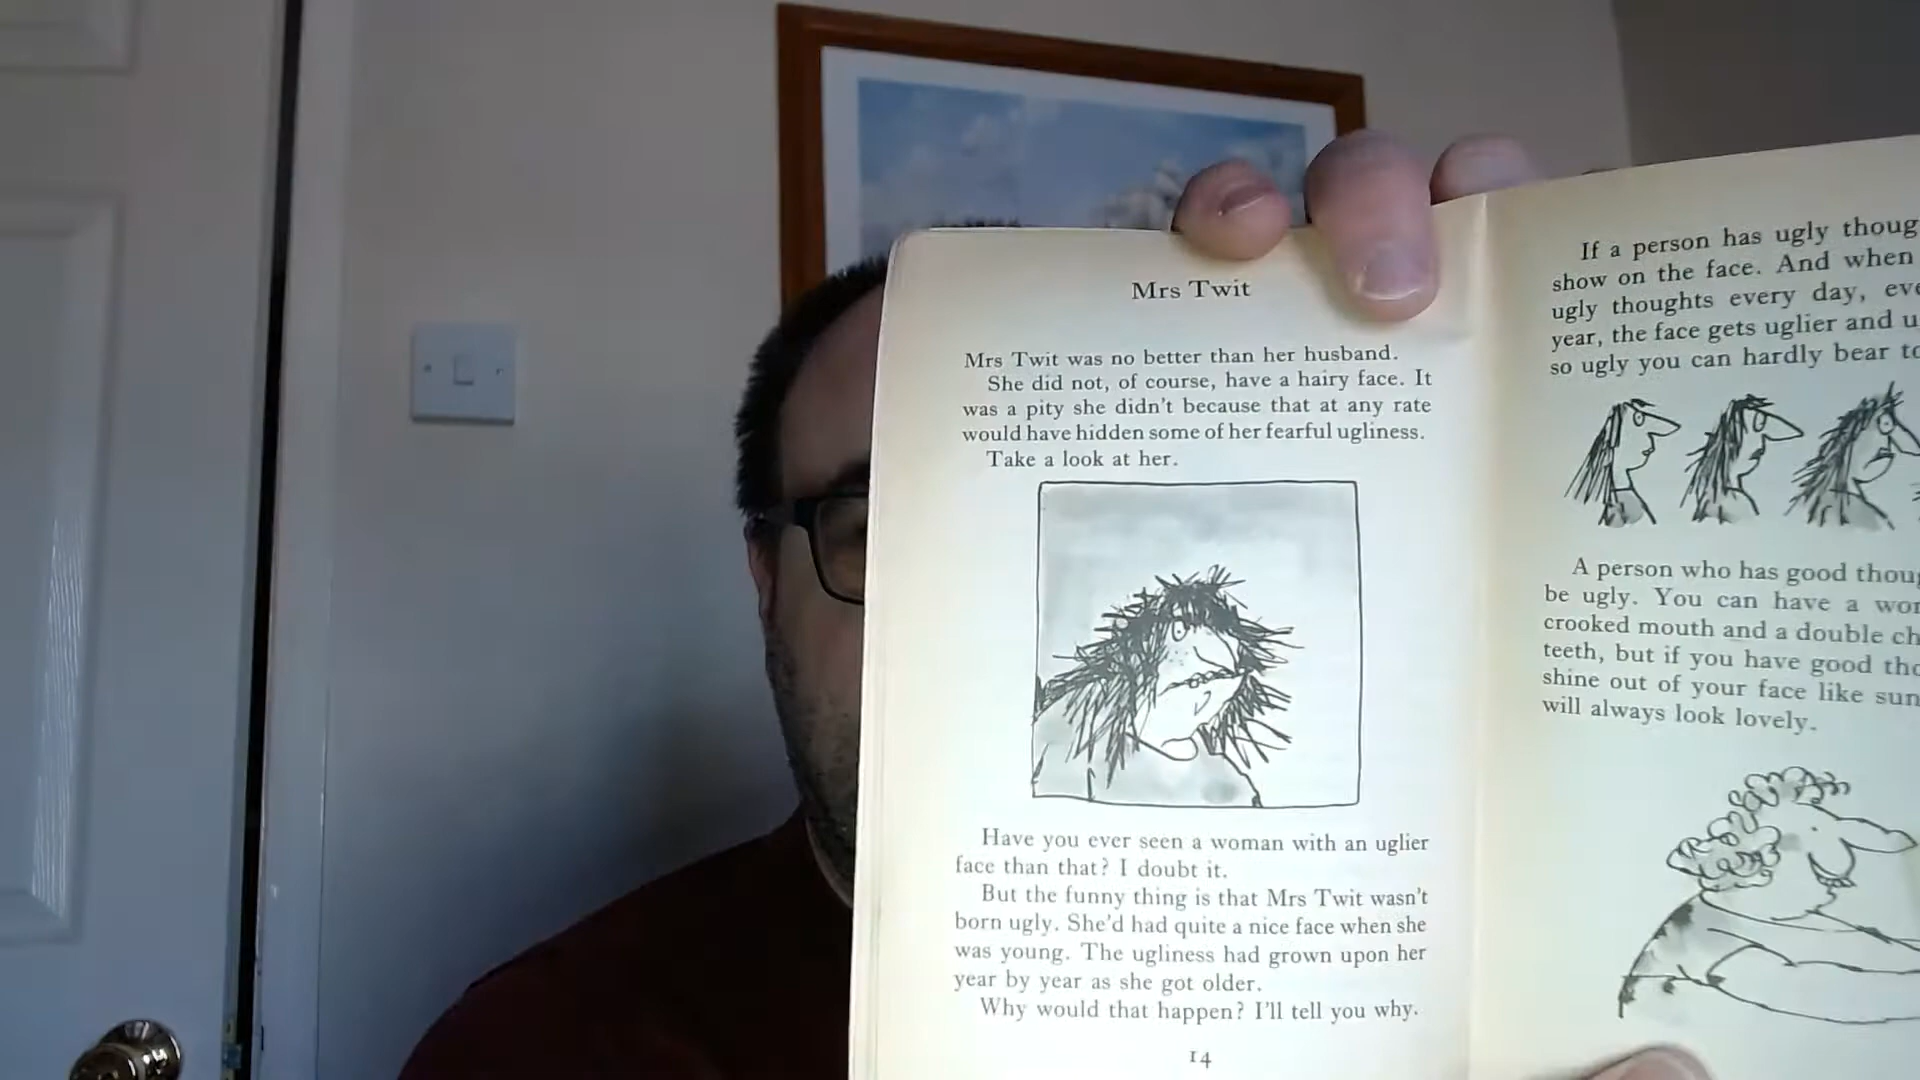 Mrs Twit
Mrs Twit was no better than her husband.
She did not, of course, have a hairy face. It
was a pity she didn't because that at any rate
would have hidden some of her fearful ugliness.
Take a look at her.
Have you ever seen a woman with an uglier
face than that? I doubt it.
But the funny thing is that Mrs Twit wasn't
born ugly. She'd had quite a nice face when she
was young. The ugliness had grown upon her
year by year as she got older.
Why would that happen? I'll tell you why.
14
If a person has ugly
show on the face. And when
ugly thoughts every day,
year, the face gets uglier and
so ugly you can hardly bear
A person who has good
be ugly. You can have a
crooked mouth and a double
teeth, but if you have good
shine out of your face like
will always look lovely.